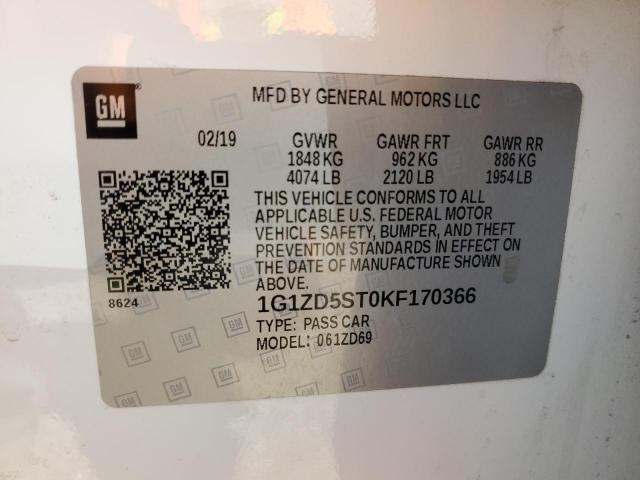 GM
MFD BY GENERAL MOTORS LLC
02/19 GVWR GAWR FRT GAWR RR
1848 KG 962 KG 886 KG
4074 LB 2120 LB 1954 LB
THIS VEHICLE CONFORMS TO ALL
APPLICABLE U.S. FEDERAL MOTOR
VEHICLE SAFETY, BUMPER, AND THEFT
PREVENTION STANDARDS IN EFFECT ON
THE DATE OF MANUFACTURE SHOWN
ABOVE.
8624
1G1ZD5ST0KF170366
TYPE: PASS CAR
MODEL: 061ZD69